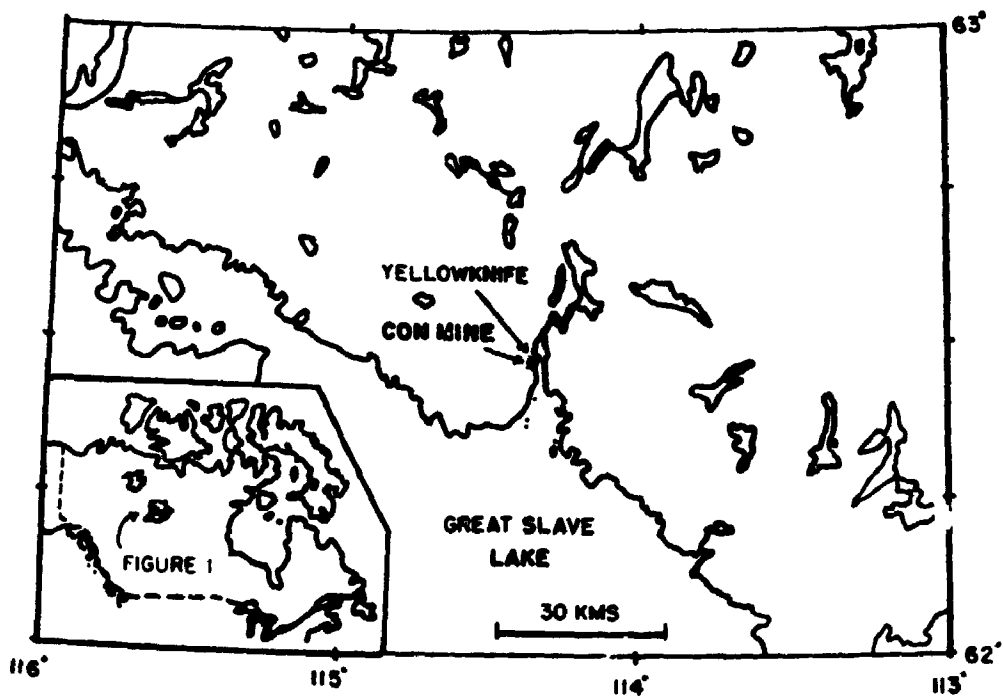 63°
YELLOWKNIFE
CON MINE
GREAT SLAVE
LAKE
FIGURE 1
30 KMS
62°
116°
115°
114°
113°